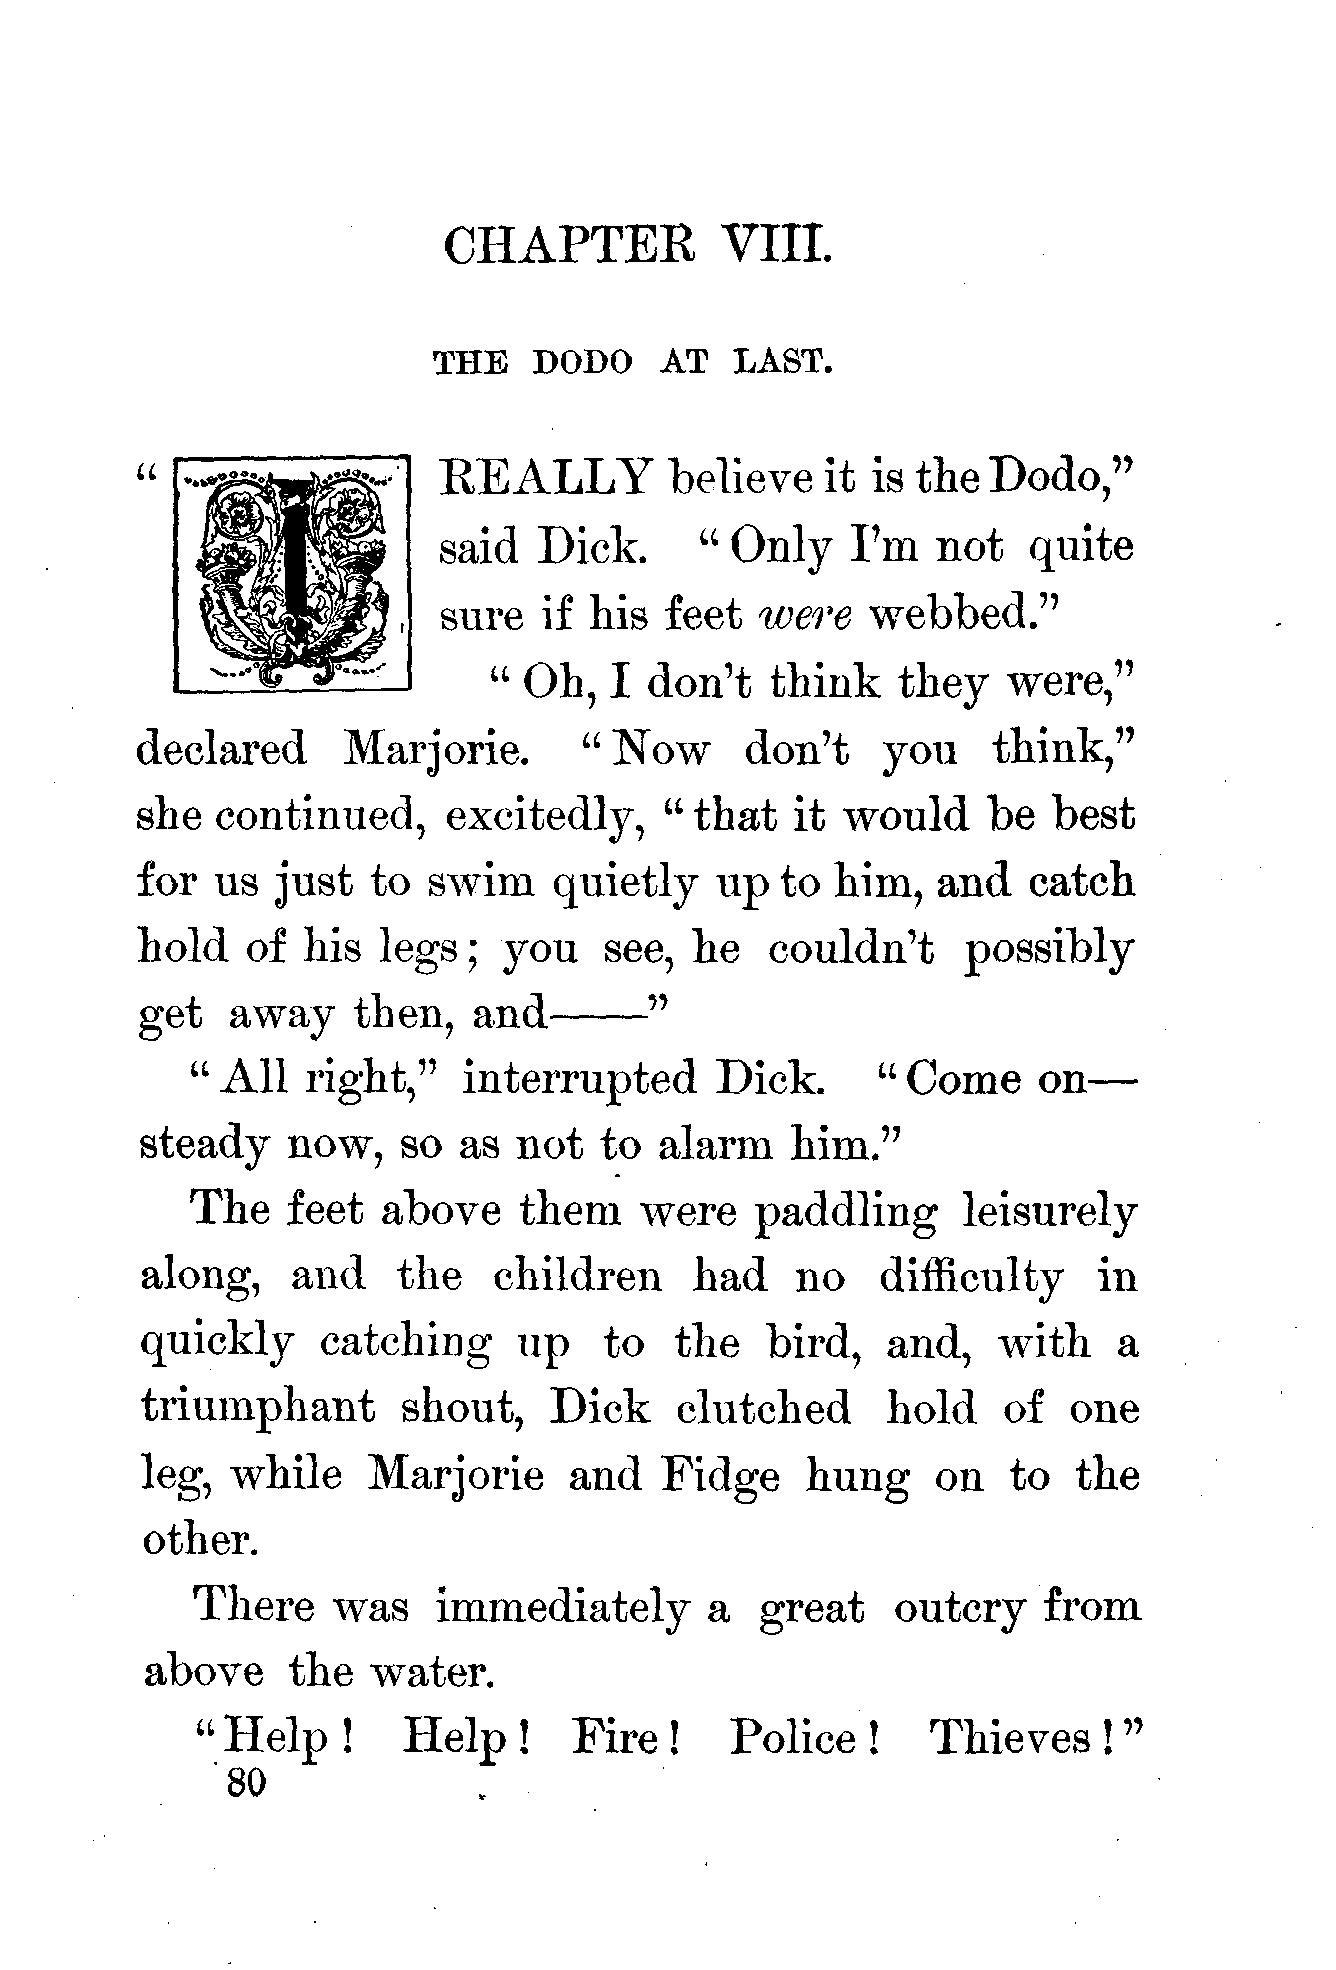 CHAPTER VIII.
THE DODO AT LAST.
“ I REALLY believe it is the Dodo,”
said Dick. “ Only I’m not quite
sure if his feet were webbed.”
“ Oh, I don’t think they were,”
declared Marjorie. “ Now don’t you think,”
she continued, excitedly, “ that it would be best
for us just to swim quietly up to him, and catch
hold of his legs ; you see, he couldn’t possibly
get away then, and——”
“ All right,” interrupted Dick. “ Come on—
steady now, so as not to alarm him.”
The feet above them were paddling leisurely
along, and the children had no difficulty in
quickly catching up to the bird, and, with a
triumphant shout, Dick clutched hold of one
leg, while Marjorie and Fidge hung on to the
other.
There was immediately a great outcry from
above the water.
“ Help ! Help ! Fire ! Police ! Thieves ! ”
80